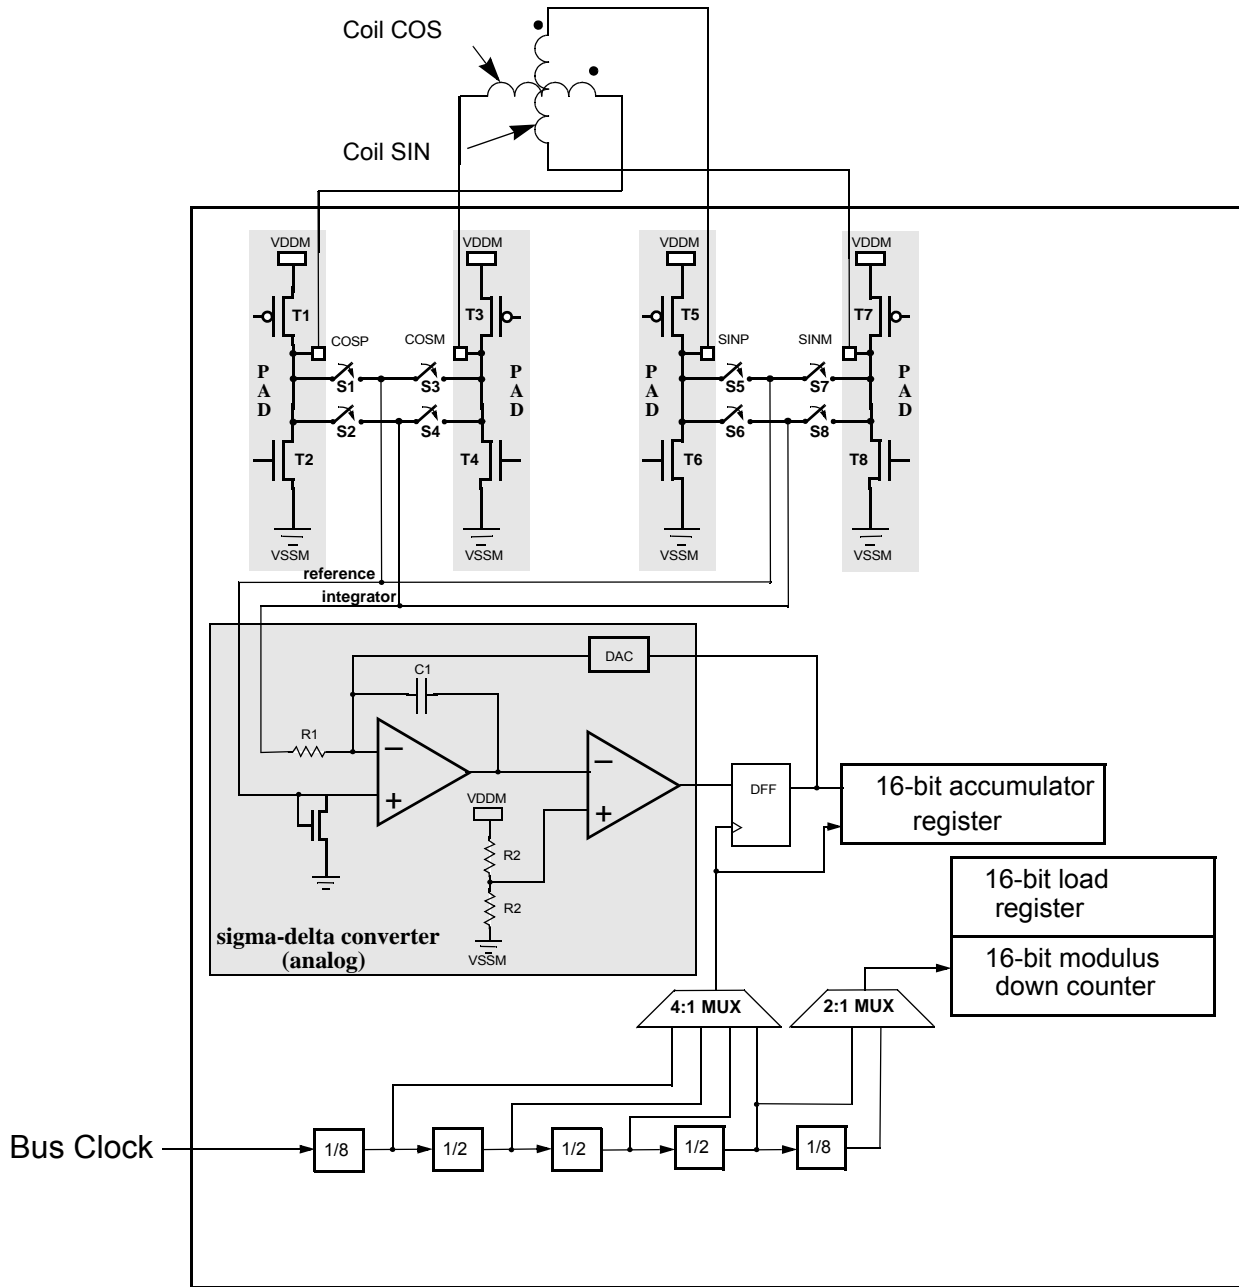 Coil COS
Coil SIN
VDDM
VDDM
VDDM
VDDM
T1
T3
T5
T7
COSP
COSM
SINP
SINM
P
A
D
P
A
D
P
A
D
P
A
D
S1
S3
S5
S7
S2
S4
S6
S8
T2
T4
T6
T8
VSSM
VSSM
VSSM
VSSM
reference
integrator
DAC
C1
R1
−
+
−
+
VDDM
R2
R2
VSSM
DFF
16-bit accumulator
register
16-bit load
register
16-bit modulus
down counter
sigma-delta converter
(analog)
4:1 MUX
2:1 MUX
Bus Clock
1/8
1/2
1/2
1/2
1/8